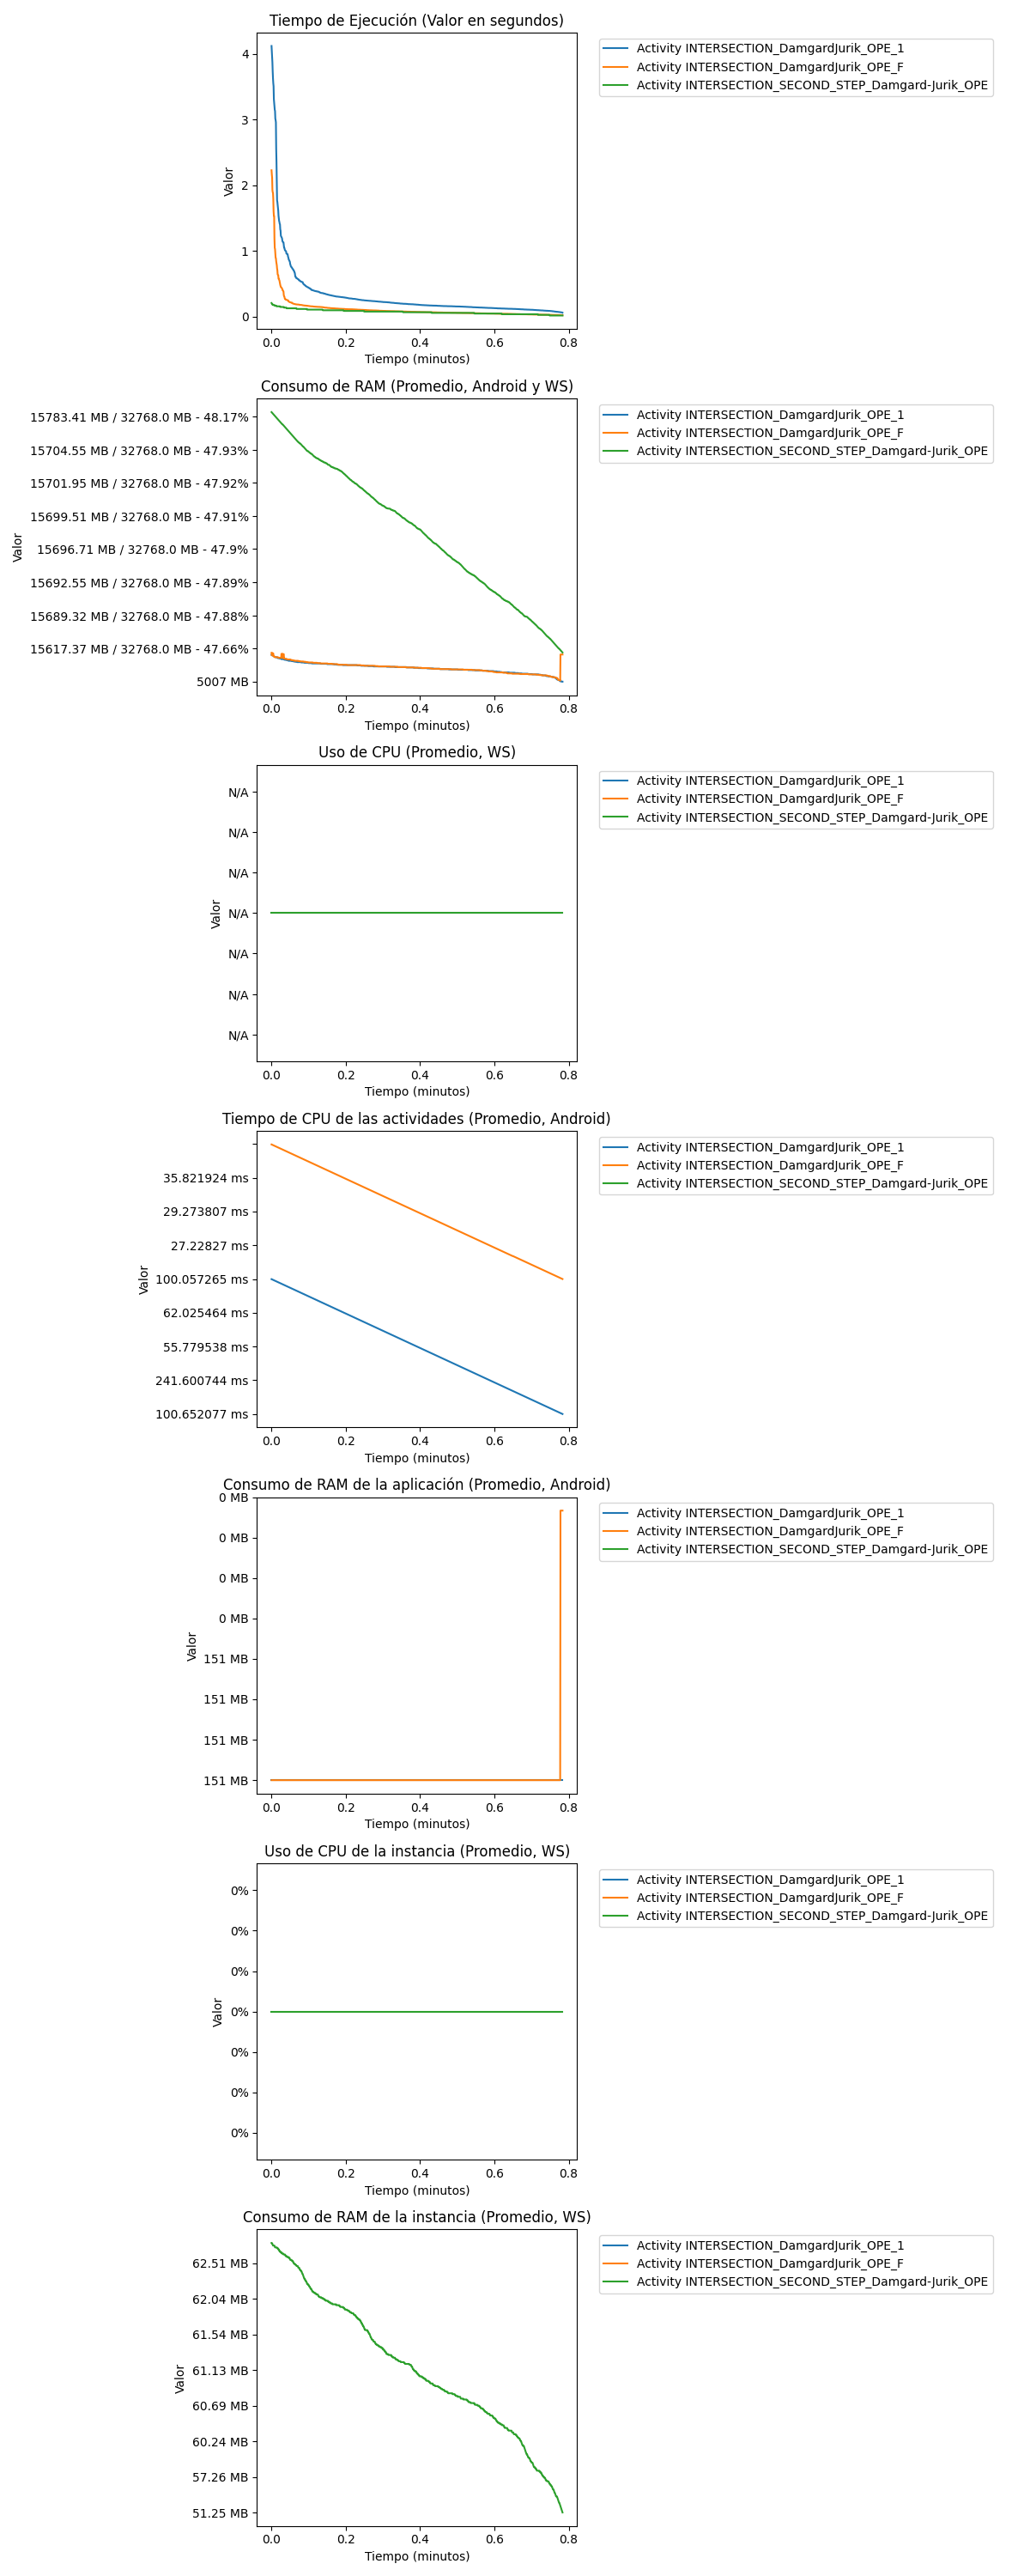 Tiempo de Ejecución (Valor en segundos)
4
3
2
1
0
Valor
0.0 0.2 0.4 0.6 0.8
Tiempo (minutos)
Activity INTERSECTION_DamgardJurik_OPE_1
Activity INTERSECTION_DamgardJurik_OPE_F
Activity INTERSECTION_SECOND_STEP_Damgard-Jurik_OPE
Consumo de RAM (Promedio, Android y WS)
15783.41 MB / 32768.0 MB - 48.17%
15704.55 MB / 32768.0 MB - 47.93%
15701.95 MB / 32768.0 MB - 47.92%
15699.51 MB / 32768.0 MB - 47.91%
15696.71 MB / 32768.0 MB - 47.9%
15692.55 MB / 32768.0 MB - 47.89%
15689.32 MB / 32768.0 MB - 47.88%
15617.37 MB / 32768.0 MB - 47.66%
5007 MB
Valor
0.0 0.2 0.4 0.6 0.8
Tiempo (minutos)
Activity INTERSECTION_DamgardJurik_OPE_1
Activity INTERSECTION_DamgardJurik_OPE_F
Activity INTERSECTION_SECOND_STEP_Damgard-Jurik_OPE
Uso de CPU (Promedio, WS)
N/A
N/A
N/A
N/A
N/A
N/A
N/A
Valor
0.0 0.2 0.4 0.6 0.8
Tiempo (minutos)
Activity INTERSECTION_DamgardJurik_OPE_1
Activity INTERSECTION_DamgardJurik_OPE_F
Activity INTERSECTION_SECOND_STEP_Damgard-Jurik_OPE
Tiempo de CPU de las actividades (Promedio, Android)
35.821924 ms
29.273807 ms
27.22827 ms
100.057265 ms
62.025464 ms
55.779538 ms
241.600744 ms
100.652077 ms
Valor
0.0 0.2 0.4 0.6 0.8
Tiempo (minutos)
Activity INTERSECTION_DamgardJurik_OPE_1
Activity INTERSECTION_DamgardJurik_OPE_F
Activity INTERSECTION_SECOND_STEP_Damgard-Jurik_OPE
Consumo de RAM de la aplicación (Promedio, Android)
0 MB
0 MB
0 MB
0 MB
151 MB
151 MB
151 MB
151 MB
Valor
0.0 0.2 0.4 0.6 0.8
Tiempo (minutos)
Activity INTERSECTION_DamgardJurik_OPE_1
Activity INTERSECTION_DamgardJurik_OPE_F
Activity INTERSECTION_SECOND_STEP_Damgard-Jurik_OPE
Uso de CPU de la instancia (Promedio, WS)
0%
0%
0%
0%
0%
0%
0%
Valor
0.0 0.2 0.4 0.6 0.8
Tiempo (minutos)
Activity INTERSECTION_DamgardJurik_OPE_1
Activity INTERSECTION_DamgardJurik_OPE_F
Activity INTERSECTION_SECOND_STEP_Damgard-Jurik_OPE
Consumo de RAM de la instancia (Promedio, WS)
62.51 MB
62.04 MB
61.54 MB
61.13 MB
60.69 MB
60.24 MB
57.26 MB
51.25 MB
Valor
0.0 0.2 0.4 0.6 0.8
Tiempo (minutos)
Activity INTERSECTION_DamgardJurik_OPE_1
Activity INTERSECTION_DamgardJurik_OPE_F
Activity INTERSECTION_SECOND_STEP_Damgard-Jurik_OPE